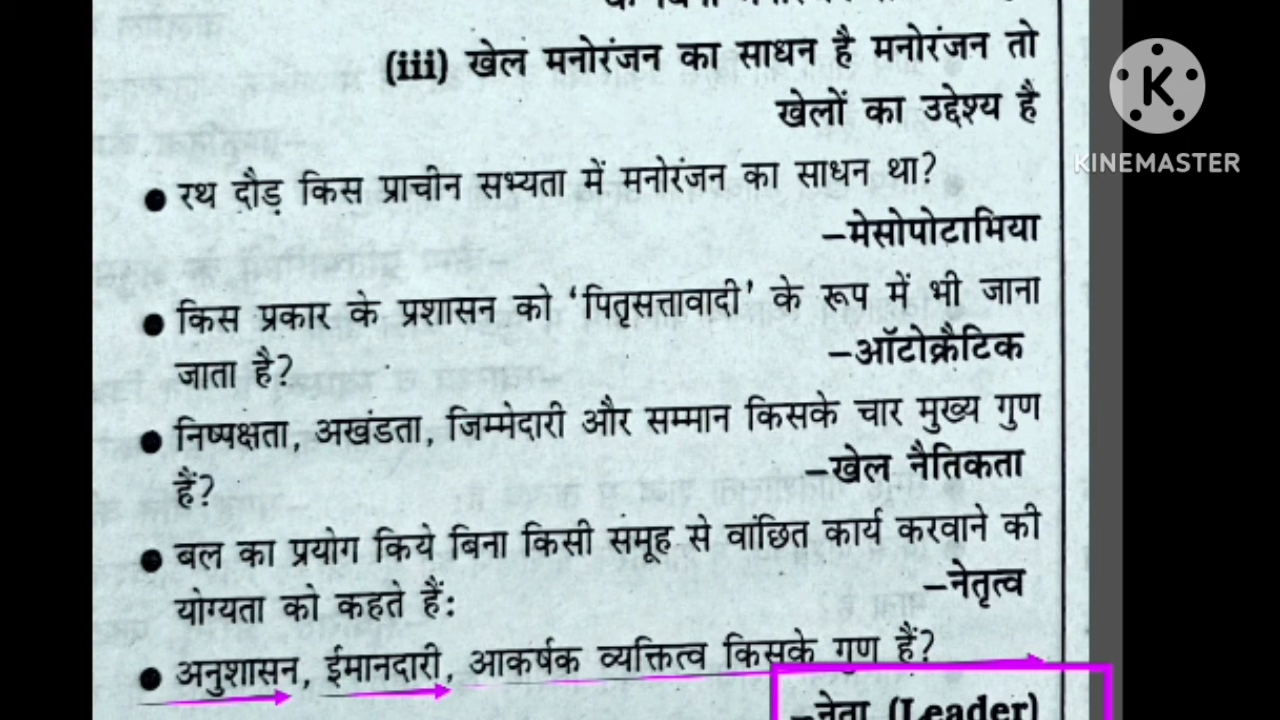 (iii) खेल मनोरंजन का साधन है मनोरंजन तो
खेलों का उद्देश्य है
● रथ दौड़ किस प्राचीन सभ्यता में मनोरंजन का साधन था?
–मेसोपोटामिया
● किस प्रकार के प्रशासन को 'पितृसत्तावादी' के रूप में भी जाना
जाता है? –ऑटोक्रैटिक
● निष्पक्षता, अखंडता, जिम्मेदारी और सम्मान किसके चार मुख्य गुण
हैं? –खेल नैतिकता
● बल का प्रयोग किये बिना किसी समूह से वांछित कार्य करवाने की
योग्यता को कहते हैं: –नेतृत्व
● अनुशासन, ईमानदारी, आकर्षक व्यक्तित्व किसके गुण हैं?
–नेता (Leader)
K
KINEMASTER